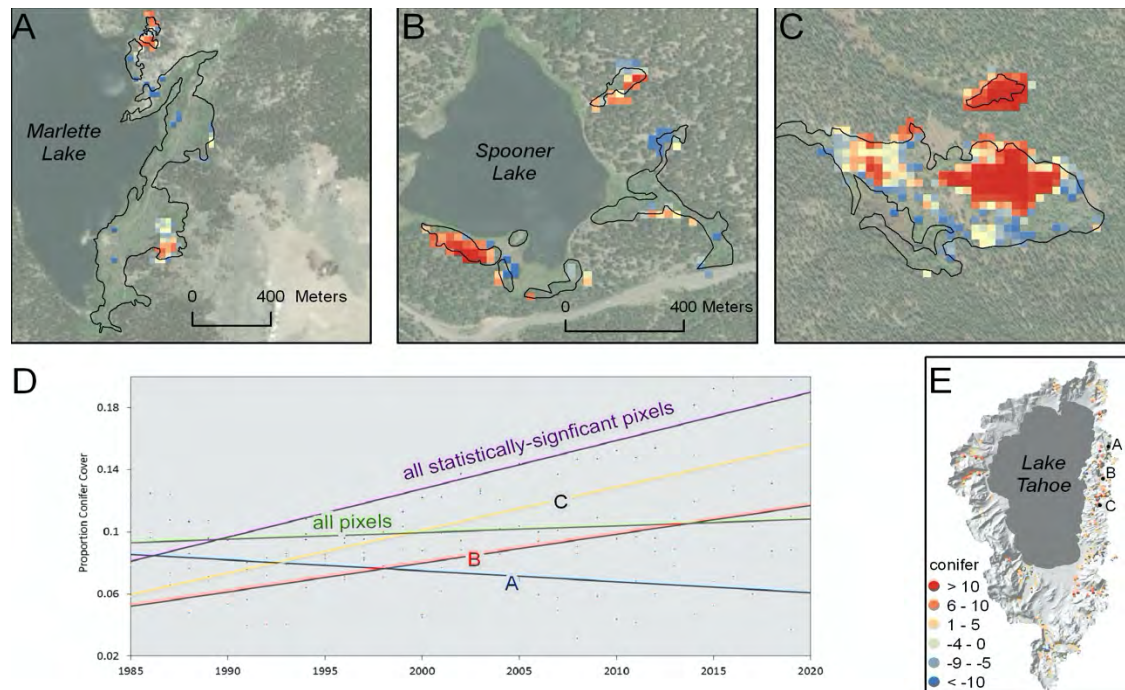 A
Marlette
Lake
0 400 Meters
B
Spooner
Lake
0 400 Meters
C
D
Proportion Conifer Cover
0.18
0.14
0.1
0.06
0.02
all statistically-signficant pixels
C
all pixels
B
A
1985 1990 1995 2000 2005 2010 2015 2020
E
Lake
Tahoe
A
B
C
conifer
> 10
6 - 10
1 - 5
-4 - 0
-9 - -5
< -10